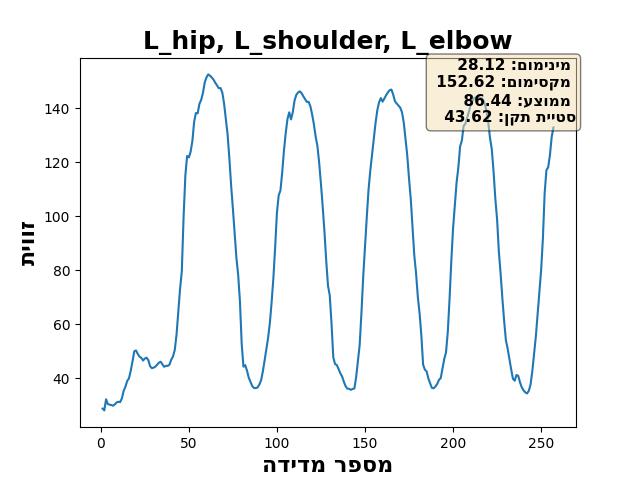 L_hip, L_shoulder, L_elbow
מינימום: 28.12
מקסימום: 152.62
ממוצע: 86.44
סטיית תקן: 43.62
זווית
140
120
100
80
60
40
0 50 100 150 200 250
מספר מדידה